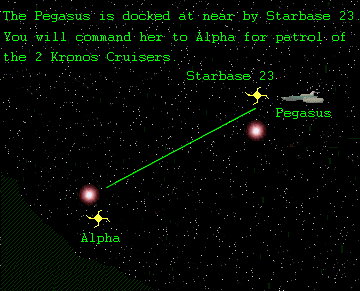 The Pegasus is docked at near by Starbase 23.
You will command her to Alpha for patrol of
the 2 Kronos Cruisers.
Starbase 23
Pegasus
Alpha